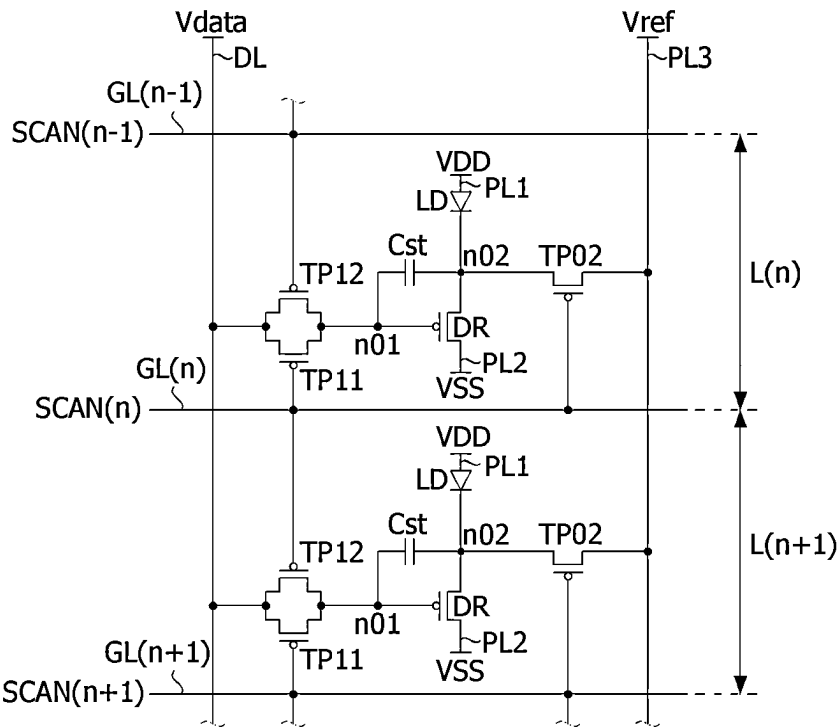 Vdata
Vref
DL
PL3
GL(n-1)
SCAN(n-1)
VDD
PL1
LD
Cst
n02
TP02
TP12
L(n)
DR
n01
PL2
GL(n)
TP11
VSS
SCAN(n)
VDD
PL1
LD
Cst
n02
TP02
TP12
L(n+1)
DR
n01
PL2
GL(n+1)
TP11
VSS
SCAN(n+1)